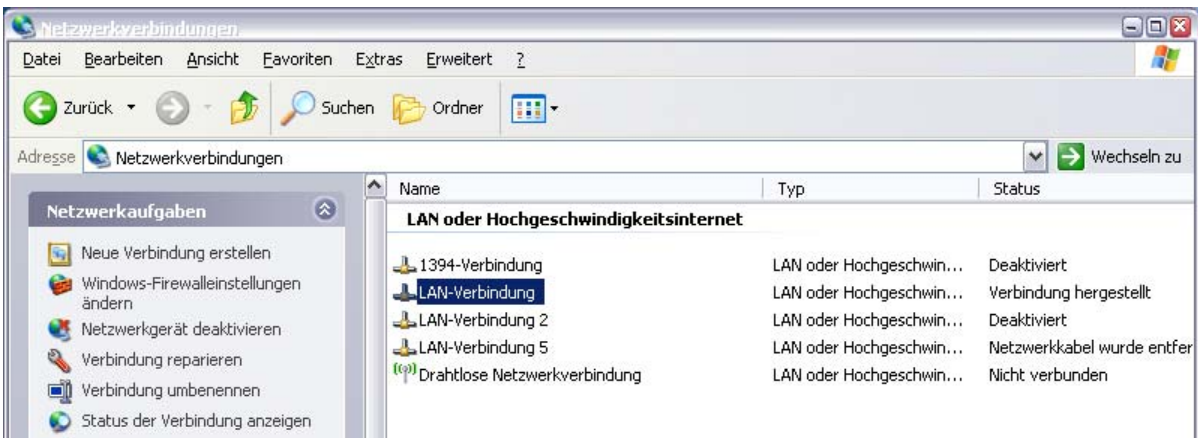 Netzwerkverbindungen
Datei Bearbeiten Ansicht Favoriten Extras Erweitert ?
Zurück Suchen Ordner
Adresse Netzwerkverbindungen Wechseln zu
Netzwerkaufgaben
Neue Verbindung erstellen
Windows-Firewalleinstellungen
ändern
Netzwerkgerät deaktivieren
Verbindung reparieren
Verbindung umbenennen
Status der Verbindung anzeigen
Name Typ Status
LAN oder Hochgeschwindigkeitsinternet
1394-Verbindung LAN oder Hochgeschwin... Deaktiviert
LAN-Verbindung LAN oder Hochgeschwin... Verbindung hergestellt
LAN-Verbindung 2 LAN oder Hochgeschwin... Deaktiviert
LAN-Verbindung 5 LAN oder Hochgeschwin... Netzwerkkabel wurde entfer
Drahtlose Netzwerkverbindung LAN oder Hochgeschwin... Nicht verbunden